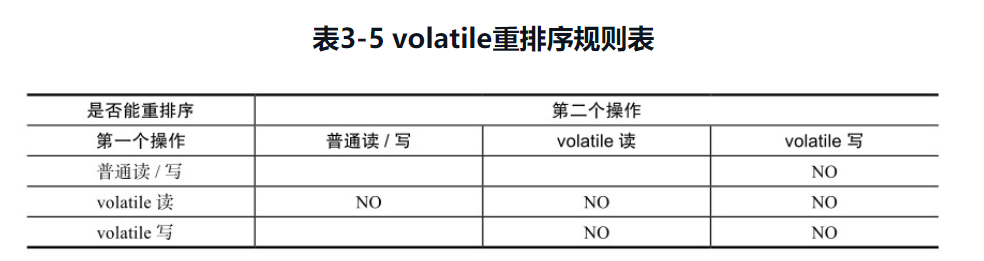 表3-5 volatile重排序规则表
是否能重排序 第二个操作
第一个操作 普通读 / 写 volatile 读 volatile 写
普通读 / 写 NO
volatile 读 NO NO NO
volatile 写 NO NO